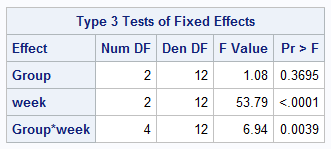 Type 3 Tests of Fixed Effects
Effect Num DF Den DF F Value Pr > F
Group 2 12 1.08 0.3695
week 2 12 53.79 <.0001
Group*week 4 12 6.94 0.0039